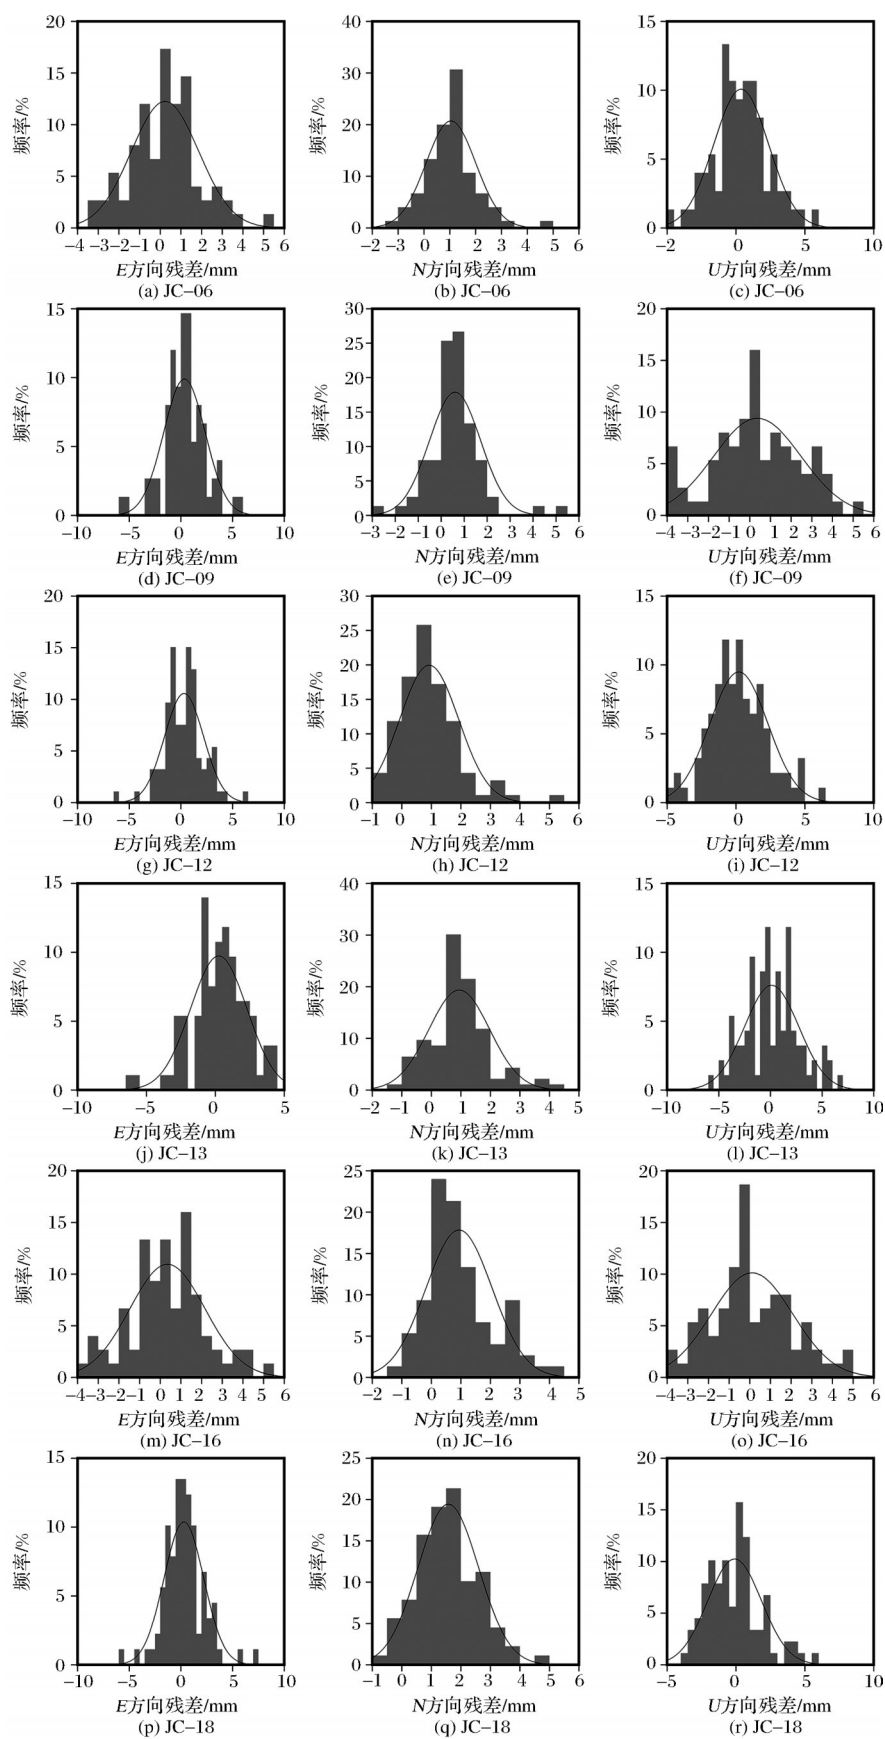 20
15
10
5
0
频率/%
−4 −3 −2 −1 0 1 2 3 4 5 6
E方向残差/mm
(a) JC−06
40
30
20
10
0
频率/%
−2 −3 0 1 2 3 4 5 6
N方向残差/mm
(b) JC−06
15
10
5
0
频率/%
−2 0 5 10
U方向残差/mm
(c) JC−06
15
10
5
0
频率/%
−10 −5 0 5 10
E方向残差/mm
(d) JC−09
30
25
20
15
10
5
0
频率/%
−3 −2 −1 0 1 2 3 4 5 6
N方向残差/mm
(e) JC−09
20
15
10
5
0
频率/%
−4 −3 −2 −1 0 1 2 3 4 5 6
U方向残差/mm
(f) JC−09
20
15
10
5
0
频率/%
−10 −5 0 5 10
E方向残差/mm
(g) JC−12
30
25
20
15
10
5
0
频率/%
−1 0 1 2 3 4 5 6
N方向残差/mm
(h) JC−12
15
10
5
0
频率/%
−5 0 5 10
U方向残差/mm
(i) JC−12
15
10
5
0
频率/%
−10 −5 0 5
E方向残差/mm
(j) JC−13
40
30
20
10
0
频率/%
−2 −1 0 1 2 3 4 5
N方向残差/mm
(k) JC−13
15
10
5
0
频率/%
−10 −5 0 5 10
U方向残差/mm
(l) JC−13
20
15
10
5
0
频率/%
−4 −3 −2 −1 0 1 2 3 4 5 6
E方向残差/mm
(m) JC−16
25
20
15
10
5
0
频率/%
−2 −1 0 1 2 3 4 5
N方向残差/mm
(n) JC−16
20
15
10
5
0
频率/%
−4 −3 −2 −1 0 1 2 3 4 5 6
U方向残差/mm
(o) JC−16
15
10
5
0
频率/%
−10 −5 0 5 10
E方向残差/mm
(p) JC−18
25
20
15
10
5
0
频率/%
−1 0 1 2 3 4 5 6
N方向残差/mm
(q) JC−18
20
15
10
5
0
频率/%
−5 0 5 10
U方向残差/mm
(r) JC−18